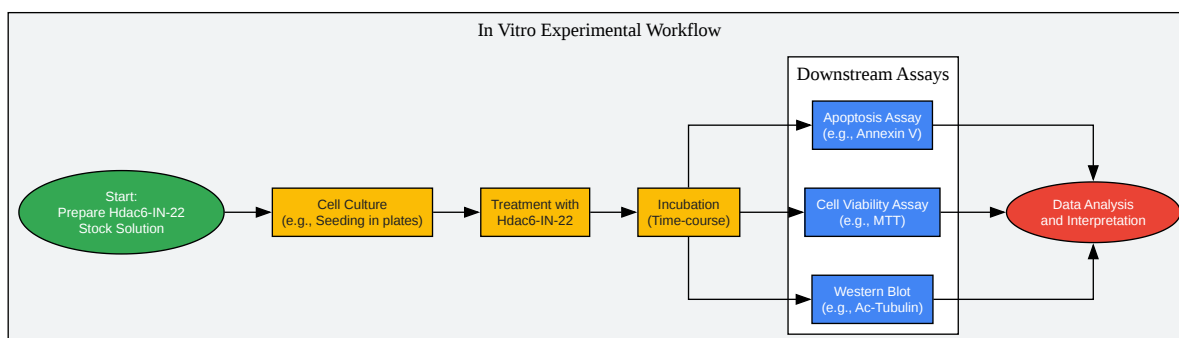 In Vitro Experimental Workflow
Downstream Assays
Start:
Prepare Hdac6-IN-22
Stock Solution
Cell Culture
(e.g., Seeding in plates)
Treatment with
Hdac6-IN-22
Incubation
(Time-course)
Apoptosis Assay
(e.g., Annexin V)
Cell Viability Assay
(e.g., MTT)
Western Blot
(e.g., Ac-Tubulin)
Data Analysis
and Interpretation